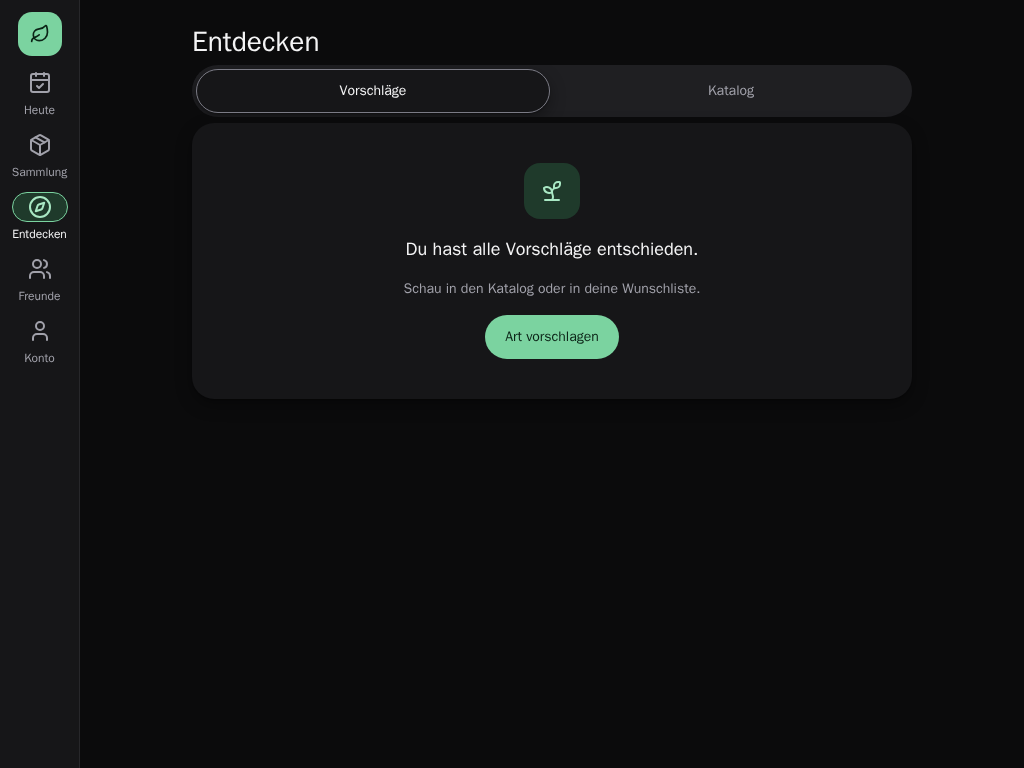 Entdecken
Vorschläge
Katalog
Heute
Sammlung
Entdecken
Freunde
Konto
Du hast alle Vorschläge entschieden.
Schau in den Katalog oder in deine Wunschliste.
Art vorschlagen